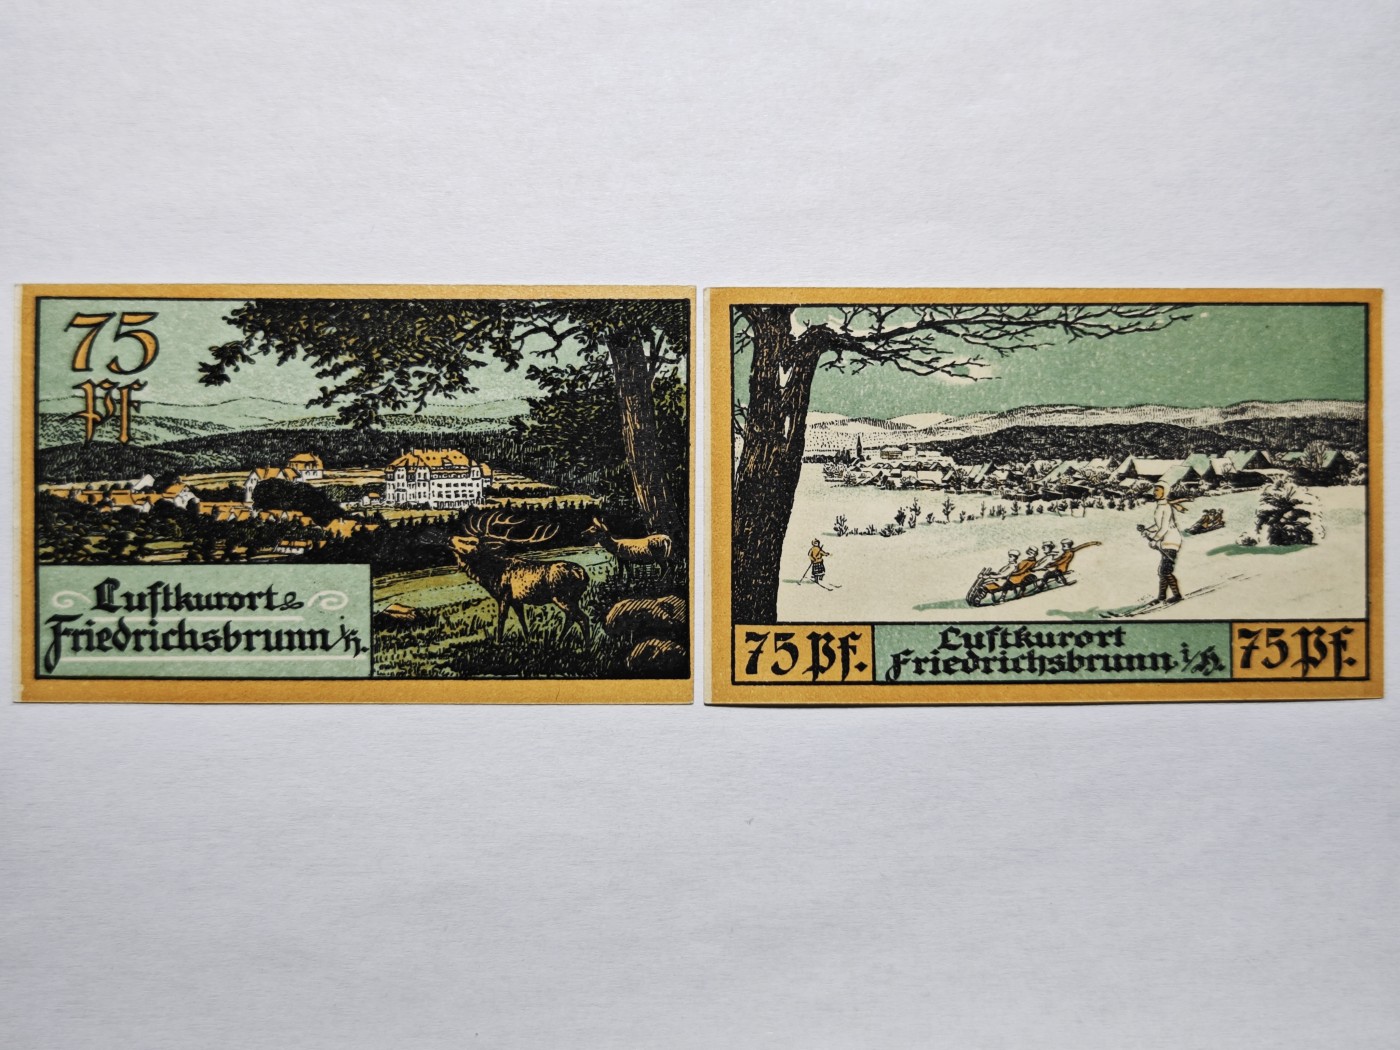 75
Pf
Luftkurort
Friedrichsbrunn i/H.
75 Pf.
Luftkurort
Friedrichsbrunn i/H.
75 Pf.